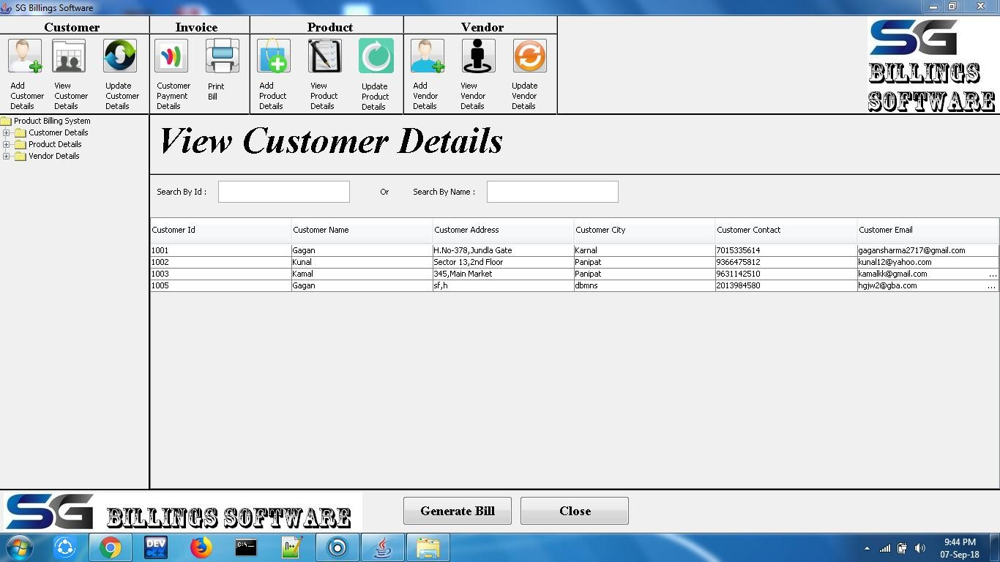 SG Billings Software
Customer Invoice Product Vendor
Add Customer Details
View Customer Details
Update Customer Details
Customer Payment Details
Print Bill
Add Product Details
View Product Details
Update Product Details
Add Vendor Details
View Vendor Details
Update Vendor Details
SG
BILLINGS
SOFTWARE
Product Billing System
Customer Details
Product Details
Vendor Details
View Customer Details
Search By Id : Or Search By Name :
Customer Id Customer Name Customer Address Customer City Customer Contact Customer Email
1001 Gagan H.No-378,Jundla Gate Karnal 7015335614 gagansharma2717@gmail.com
1002 Kunal Sector 13,2nd Floor Panipat 9366475812 kunal12@yahoo.com
1003 Kamal 345,Main Market Panipat 9631142510 kamalkk@gmail.com ...
1005 Gagan sf,h dbmns 2013984580 hgjw2@gba.com ...
SG BILLINGS SOFTWARE
Generate Bill Close
DEV C++
C:\-
n++
9:44 PM
07-Sep-18